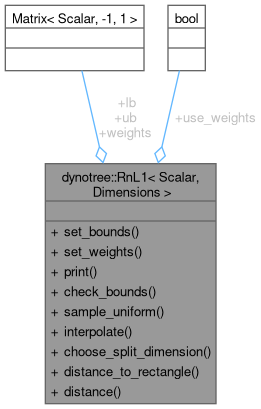 Matrix< Scalar, -1, 1 >
bool
+lb
+ub
+weights
+use_weights
dynotree::RnL1< Scalar,
Dimensions >
+ set_bounds()
+ set_weights()
+ print()
+ check_bounds()
+ sample_uniform()
+ interpolate()
+ choose_split_dimension()
+ distance_to_rectangle()
+ distance()